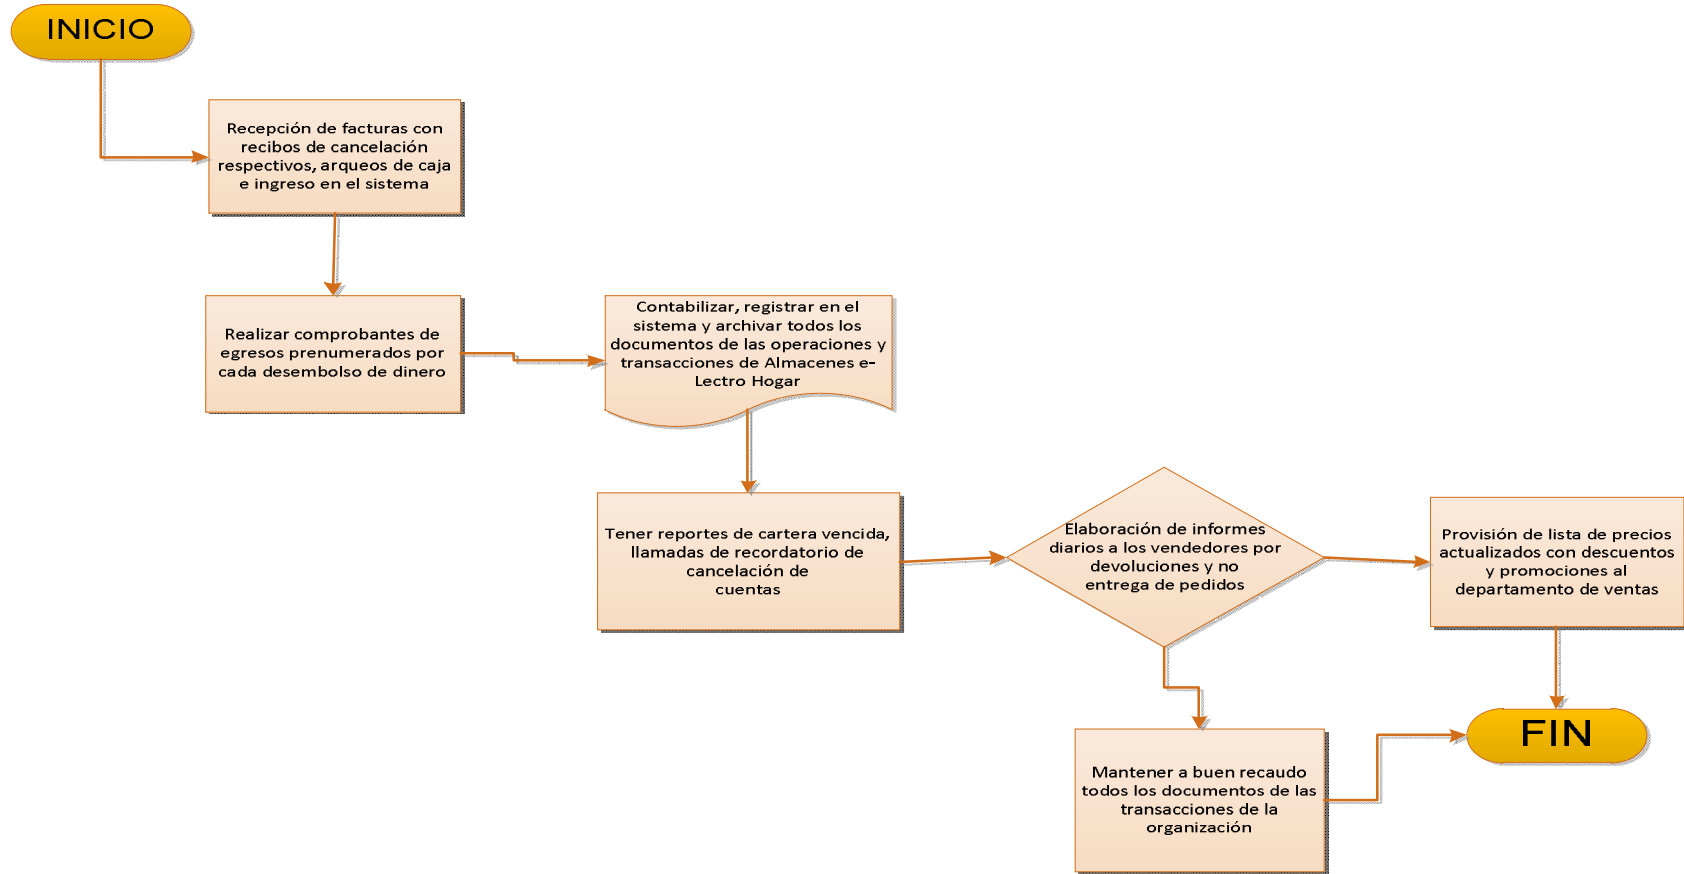 INICIO
Recepción de facturas con
recibos de cancelación
respectivos, arqueos de caja
e ingreso en el sistema
Realizar comprobantes de
egresos prenumerados por
cada desembolso de dinero
Contabilizar, registrar en el
sistema y archivar todos los
documentos de las operaciones y
transacciones de Almacenes e-
Lectro Hogar
Tener reportes de cartera vencida,
llamadas de recordatorio de
cancelación de
cuentas
Elaboración de informes
diarios a los vendedores por
devoluciones y no
entrega de pedidos
Provisión de lista de precios
actualizados con descuentos
y promociones al
departamento de ventas
Mantener a buen recaudo
todos los documentos de las
transacciones de la
organización
FIN